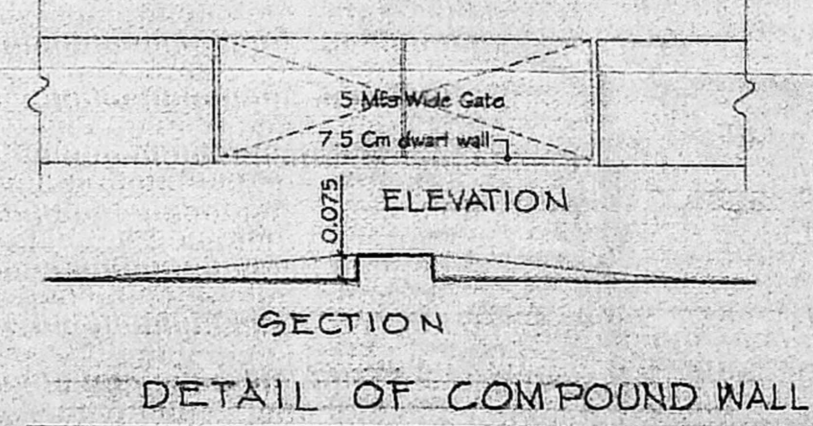 5 Mts Wide Gate
7.5 Cm dwarf wall
ELEVATION
0.075
SECTION
DETAIL OF COMPOUND WALL